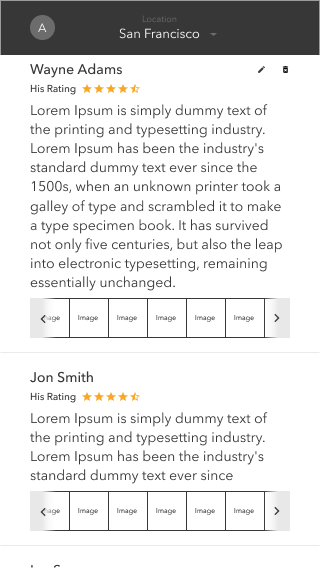 Location
A
San Francisco
Wayne Adams
His Rating
Lorem Ipsum is simply dummy text of
the printing and typesetting industry.
Lorem Ipsum has been the industry's
standard dummy text ever since the
1500s, when an unknown printer took a
galley of type and scrambled it to make
a type specimen book. It has survived
not only five centuries, but also the leap
into electronic typesetting, remaining
essentially unchanged.
age Image Image Image Image Image
Jon Smith
His Rating
Lorem Ipsum is simply dummy text of
the printing and typesetting industry.
Lorem Ipsum has been the industry's
standard dummy text ever since
age Image Image Image Image Image